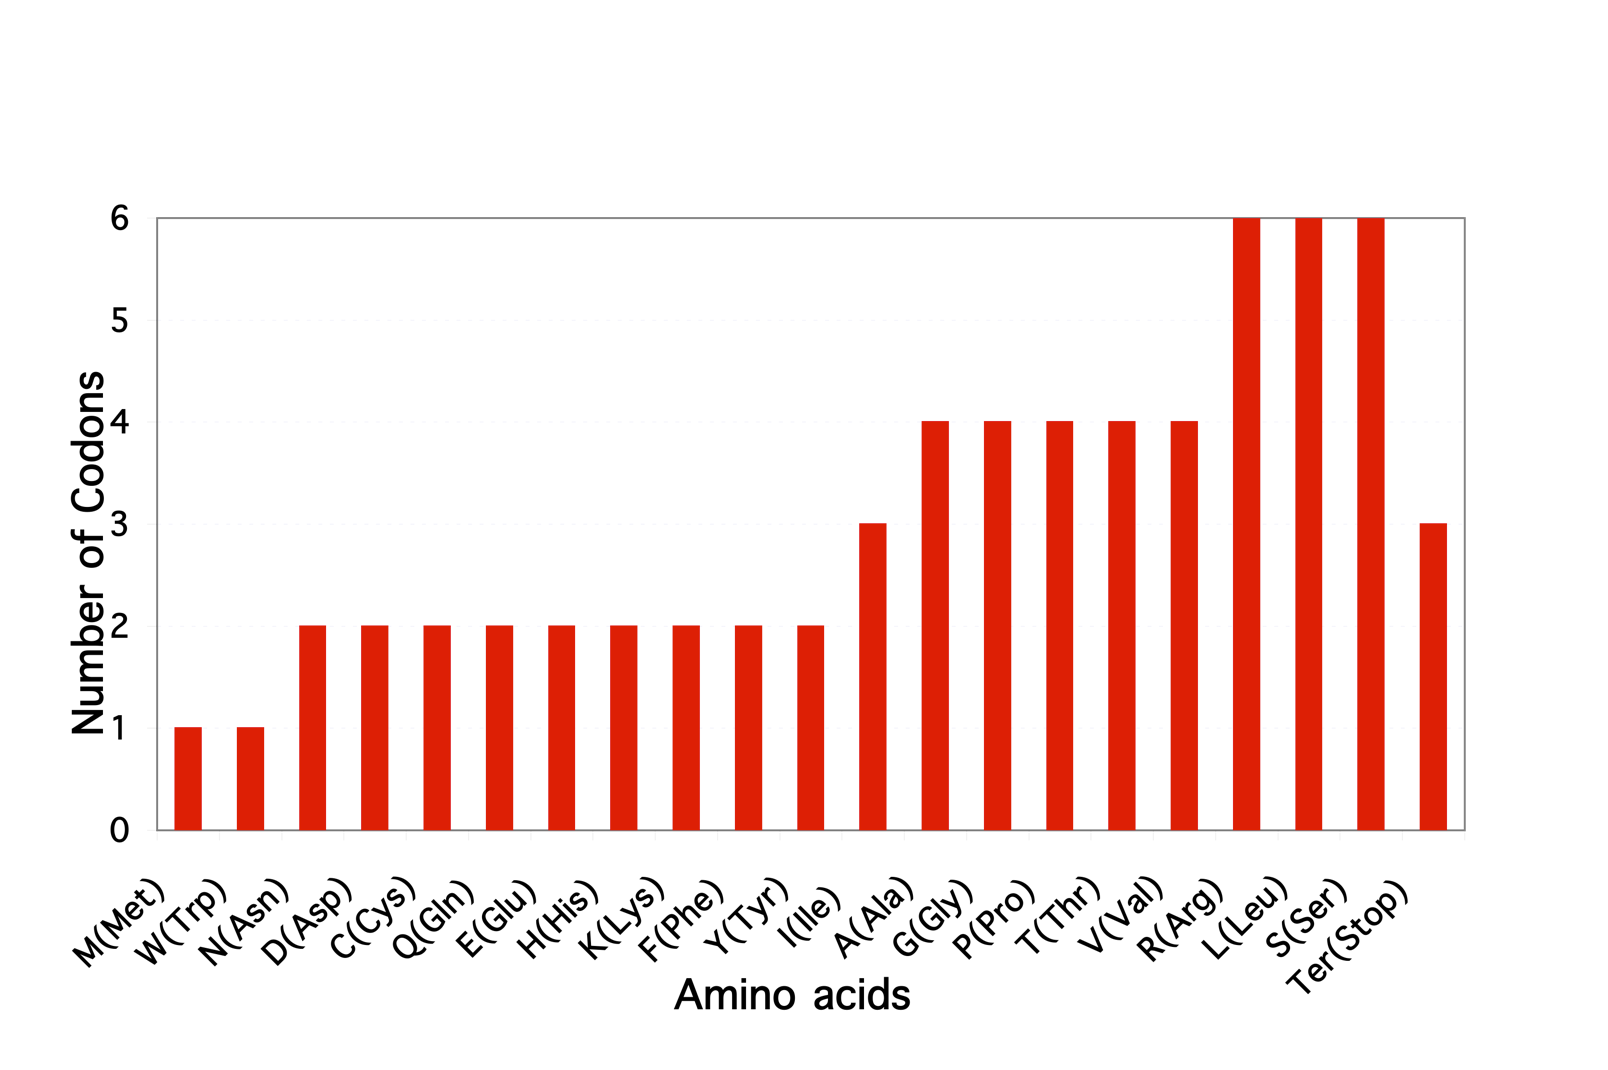 6
5
4
3
2
1
0
Number of Codons
M(Met)
W(Trp)
N(Asn)
D(Asp)
C(Cys)
Q(Gln)
E(Glu)
H(His)
K(Lys)
F(Phe)
Y(Tyr)
I(Ile)
A(Ala)
G(Gly)
P(Pro)
T(Thr)
V(Val)
R(Arg)
L(Leu)
S(Ser)
Ter(Stop)
Amino acids